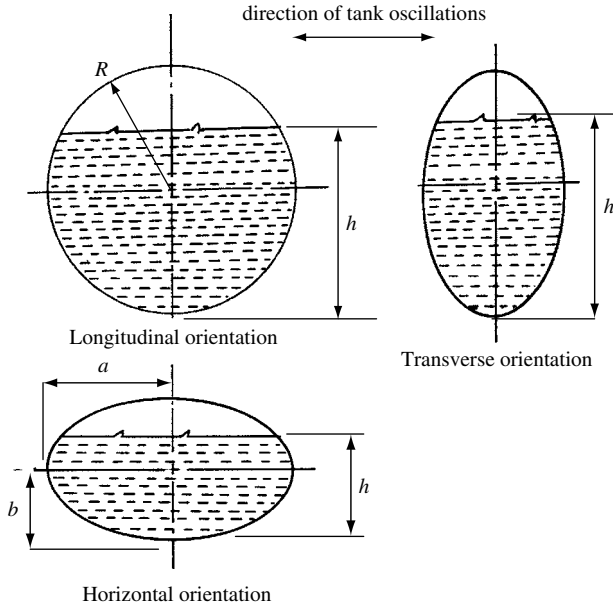 direction of tank oscillations
R
h
h
Longitudinal orientation
Transverse orientation
a
b
h
Horizontal orientation